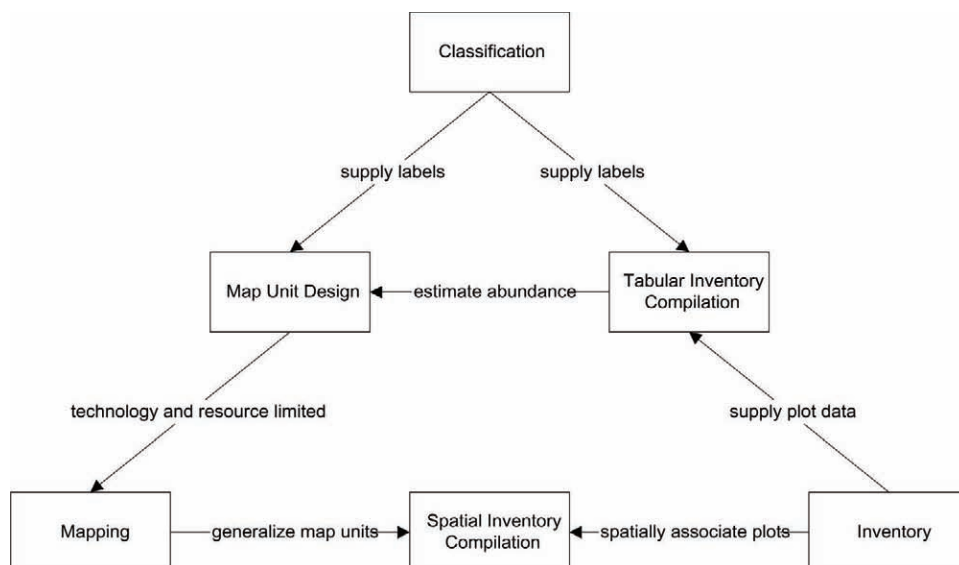 Classification
supply labels
supply labels
Map Unit Design
estimate abundance
Tabular Inventory
Compilation
technology and resource limited
supply plot data
Mapping
generalize map units
Spatial Inventory
Compilation
spatially associate plots
Inventory